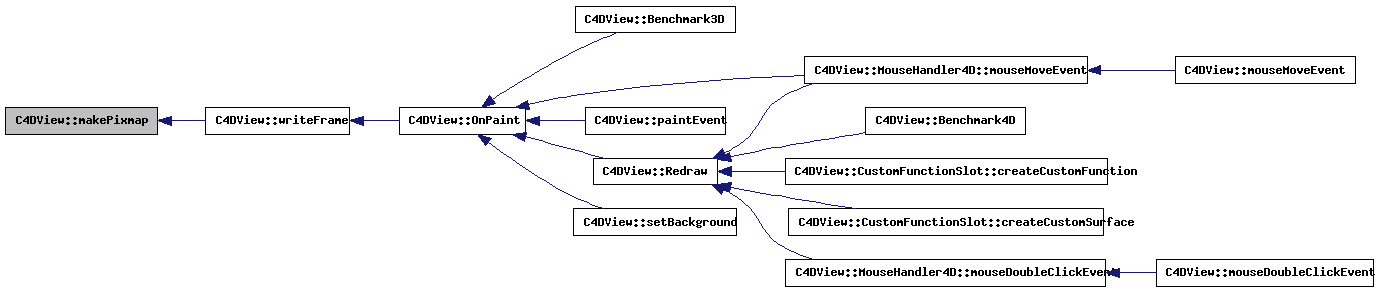 C4DView::Benchmark3D
C4DView::MouseHandler4D::mouseMoveEvent
C4DView::mouseMoveEvent
C4DView::makePixmap
C4DView::writeFrame
C4DView::OnPaint
C4DView::paintEvent
C4DView::Benchmark4D
C4DView::Redraw
C4DView::CustomFunctionSlot::createCustomFunction
C4DView::setBackground
C4DView::CustomFunctionSlot::createCustomSurface
C4DView::MouseHandler4D::mouseDoubleClickEvent
C4DView::mouseDoubleClickEvent